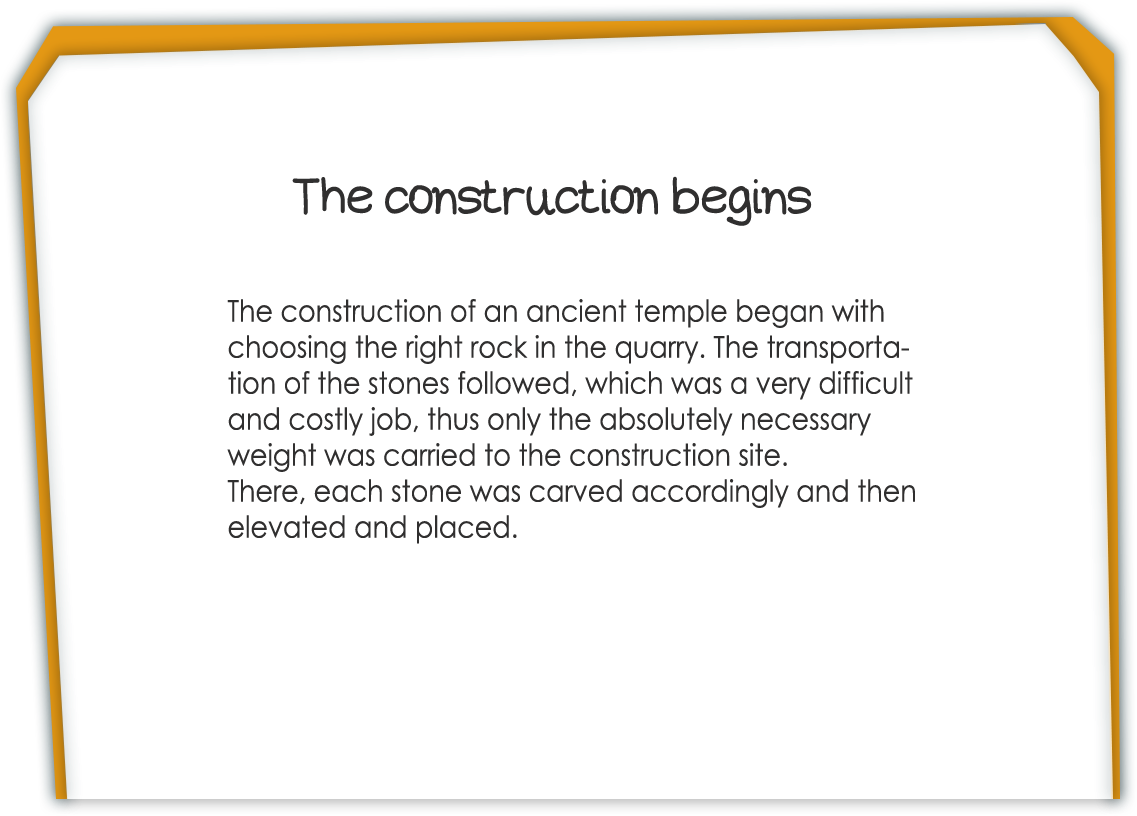 The construction begins
The construction of an ancient temple began with
choosing the right rock in the quarry. The transporta-
tion of the stones followed, which was a very difficult
and costly job, thus only the absolutely necessary
weight was carried to the construction site.
There, each stone was carved accordingly and then
elevated and placed.